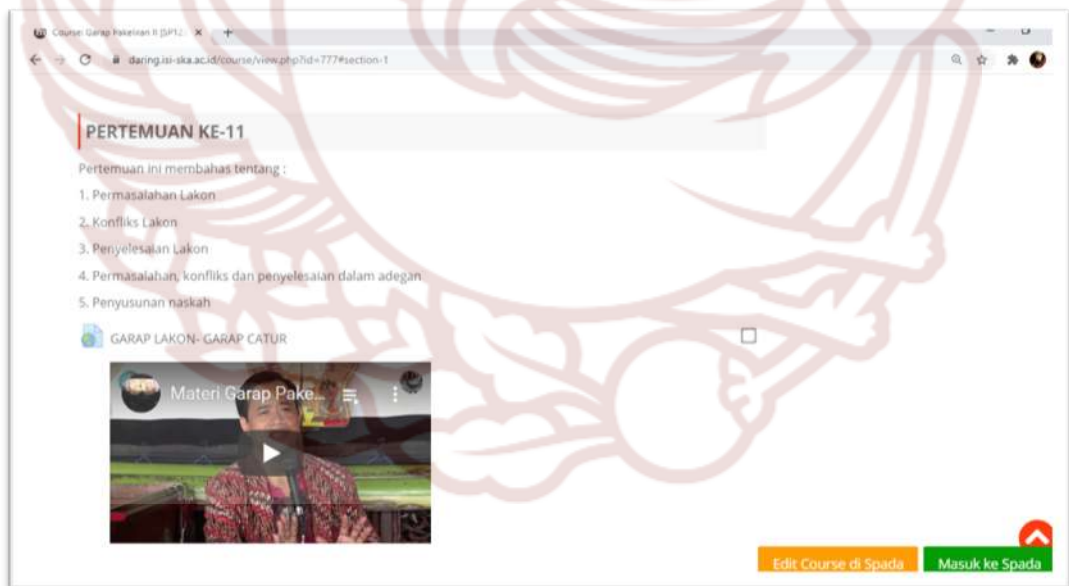 Course: Garap Pakeliran II [SP12
daring.isi-ska.ac.id/course/view.php?id=777#section-1
PERTEMUAN KE-11
Pertemuan ini membahas tentang :
1. Permasalahan Lakon
2. Konfliks Lakon
3. Penyelesaian Lakon
4. Permasalahan, konfliks dan penyelesaian dalam adegan
5. Penyusunan naskah
GARAP LAKON- GARAP CATUR
Materi Garap Pake...
Edit Course di Spada
Masuk ke Spada